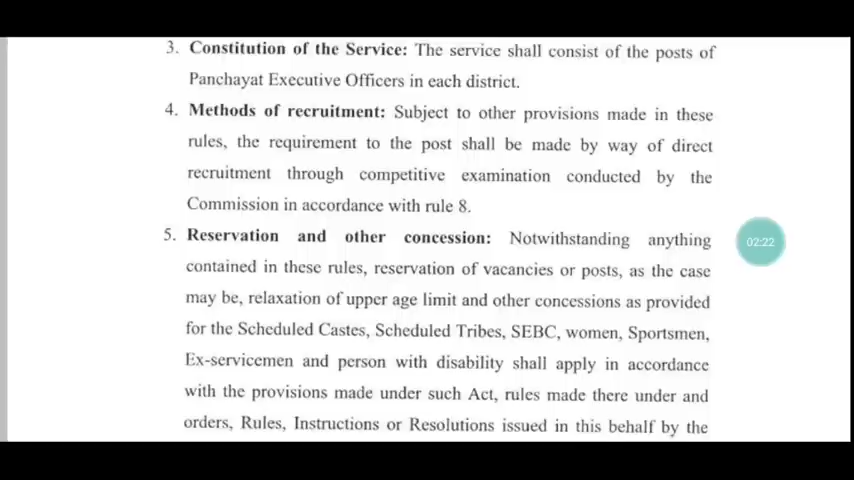 3. Constitution of the Service: The service shall consist of the posts of
Panchayat Executive Officers in each district.
4. Methods of recruitment: Subject to other provisions made in these
rules, the requirement to the post shall be made by way of direct
recruitment through competitive examination conducted by the
Commission in accordance with rule 8.
5. Reservation and other concession: Notwithstanding anything
contained in these rules, reservation of vacancies or posts, as the case
may be, relaxation of upper age limit and other concessions as provided
for the Scheduled Castes, Scheduled Tribes, SEBC, women, Sportsmen,
Ex-servicemen and person with disability shall apply in accordance
with the provisions made under such Act, rules made there under and
orders, Rules, Instructions or Resolutions issued in this behalf by the
02:22